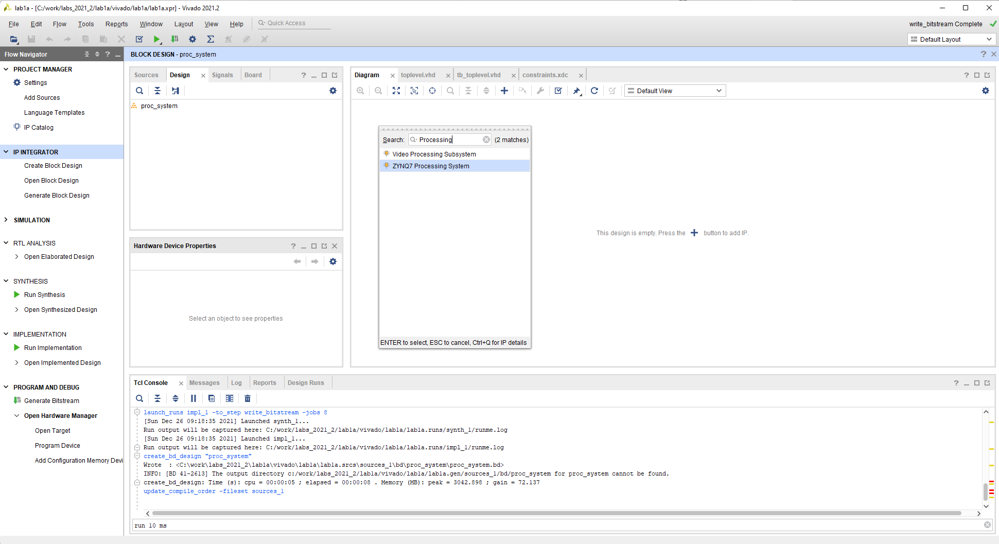 lab1a - [C:/work/labs_2021_2/lab1a/vivado/lab1a/lab1a.xpr] - Vivado 2021.2
File Edit Flow Tools Reports Window Layout View Help Quick Access
write_bitstream Complete
Default Layout
Flow Navigator
PROJECT MANAGER
Settings
Add Sources
Language Templates
IP Catalog
IP INTEGRATOR
Create Block Design
Open Block Design
Generate Block Design
SIMULATION
RTL ANALYSIS
Open Elaborated Design
SYNTHESIS
Run Synthesis
Open Synthesized Design
IMPLEMENTATION
Run Implementation
Open Implemented Design
PROGRAM AND DEBUG
Generate Bitstream
Open Hardware Manager
Open Target
Program Device
Add Configuration Memory Devi
BLOCK DESIGN - proc_system
Sources Design Signals Board
proc_system
Hardware Device Properties
Select an object to see properties
Diagram toplevel.vhd tb_toplevel.vhd constraints.xdc
Default View
Search: Processing (2 matches)
Video Processing Subsystem
ZYNQ7 Processing System
ENTER to select, ESC to cancel, Ctrl+Q for IP details
This design is empty. Press the + button to add IP.
Tcl Console Messages Log Reports Design Runs
launch_runs impl_1 -to_step write_bitstream -jobs 8
[Sun Dec 26 09:18:35 2021] Launched synth_1...
Run output will be captured here: C:/work/labs_2021_2/lab1a/vivado/lab1a/lab1a.runs/synth_1/runme.log
[Sun Dec 26 09:18:35 2021] Launched impl_1...
Run output will be captured here: C:/work/labs_2021_2/lab1a/vivado/lab1a/lab1a.runs/impl_1/runme.log
create_bd_design "proc_system"
Wrote  : <C:\work\labs_2021_2\lab1a\vivado\lab1a\lab1a.srcs\sources_1\bd\proc_system\proc_system.bd>
INFO: [BD 41-2613] The output directory c:/work/labs_2021_2/lab1a/vivado/lab1a/lab1a.gen/sources_1/bd/proc_system for proc_system cannot be found.
create_bd_design: Time (s): cpu = 00:00:05 ; elapsed = 00:00:08 . Memory (MB): peak = 3042.898 ; gain = 72.137
update_compile_order -fileset sources_1
run 10 ms